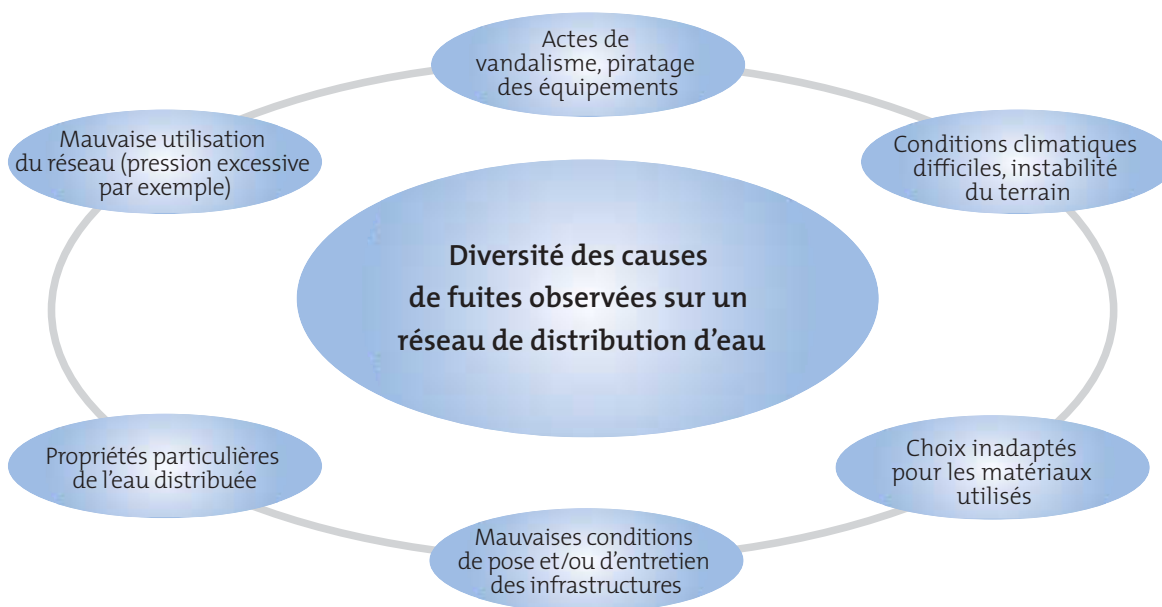 Actes de
vandalisme, piratage
des équipements
Mauvaise utilisation
du réseau (pression excessive
par exemple)
Conditions climatiques
difficiles, instabilité
du terrain
Diversité des causes
de fuites observées sur un
réseau de distribution d’eau
Propriétés particulières
de l’eau distribuée
Choix inadaptés
pour les matériaux
utilisés
Mauvaises conditions
de pose et/ou d’entretien
des infrastructures